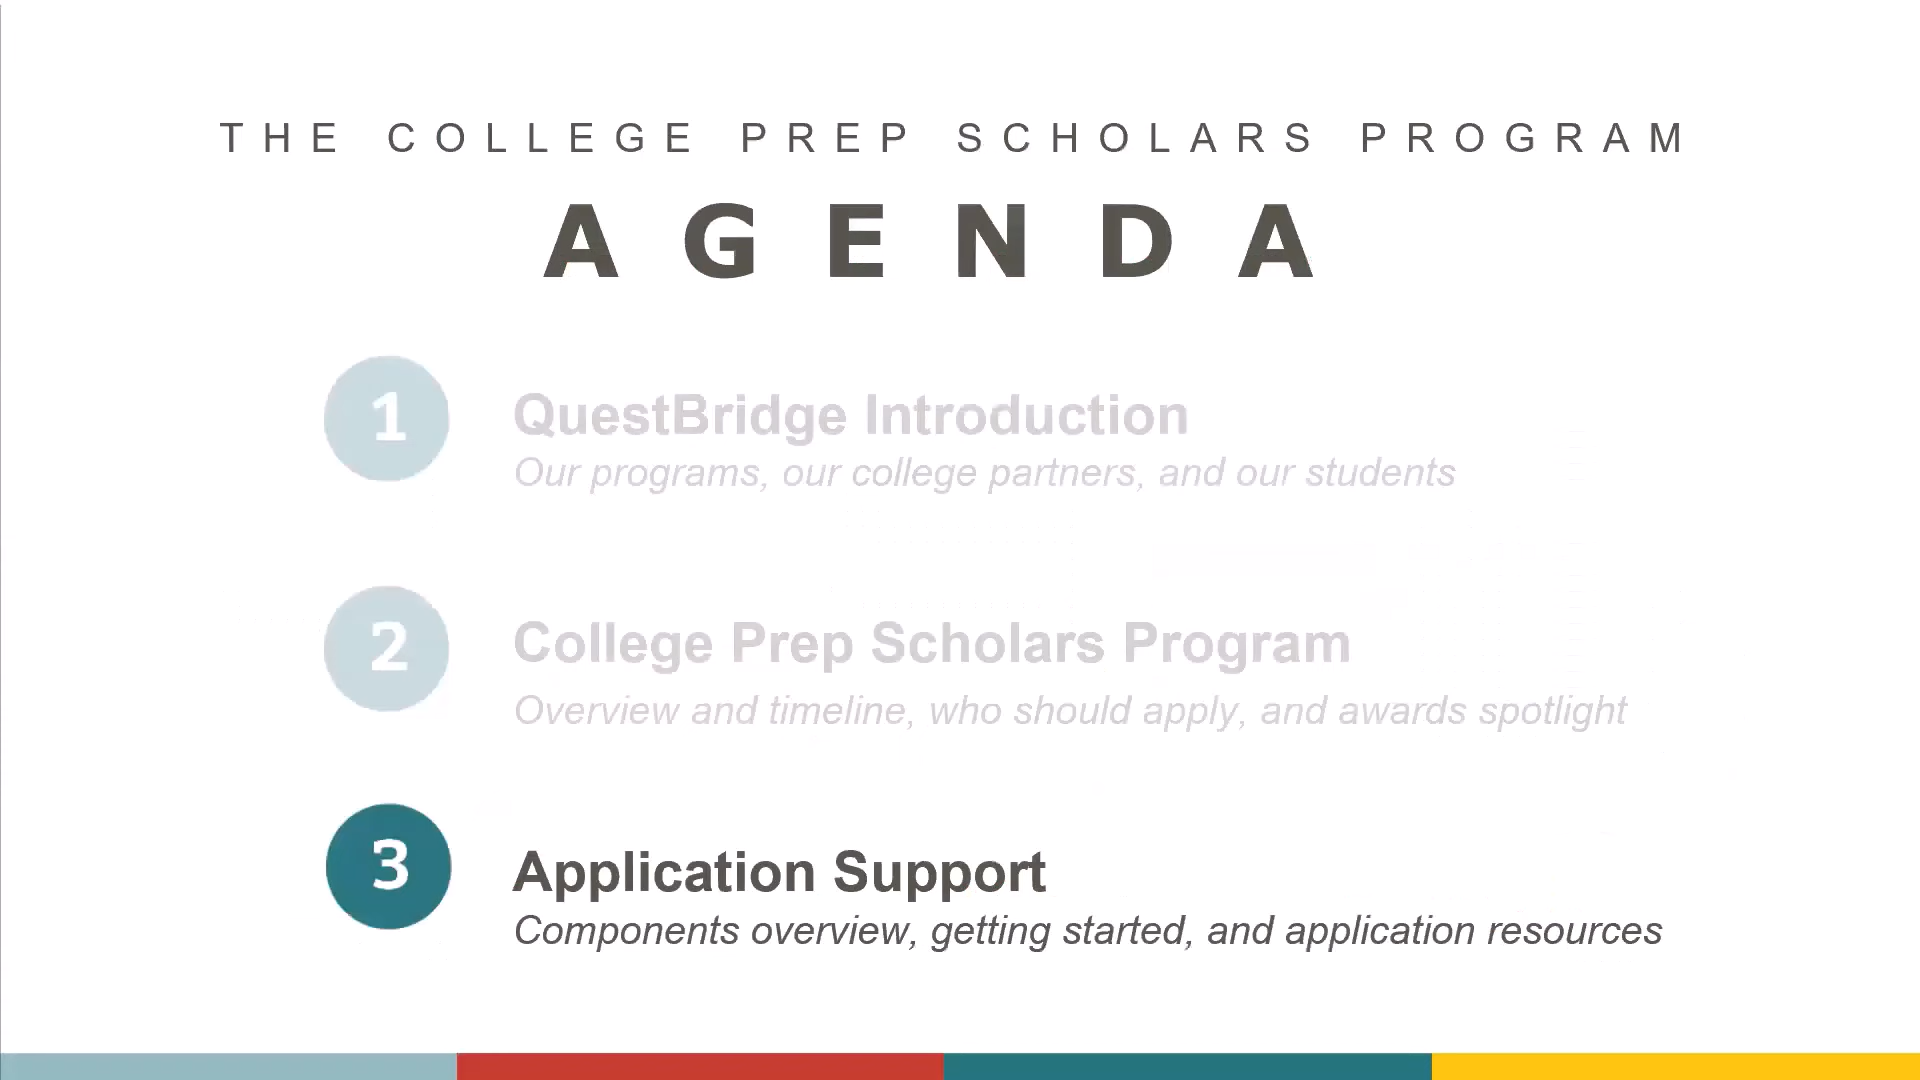 THE COLLEGE PREP SCHOLARS PROGRAM
AGENDA
1
QuestBridge Introduction
Our programs, our college partners, and our students
2
College Prep Scholars Program
Overview and timeline, who should apply, and awards spotlight
3
Application Support
Components overview, getting started, and application resources